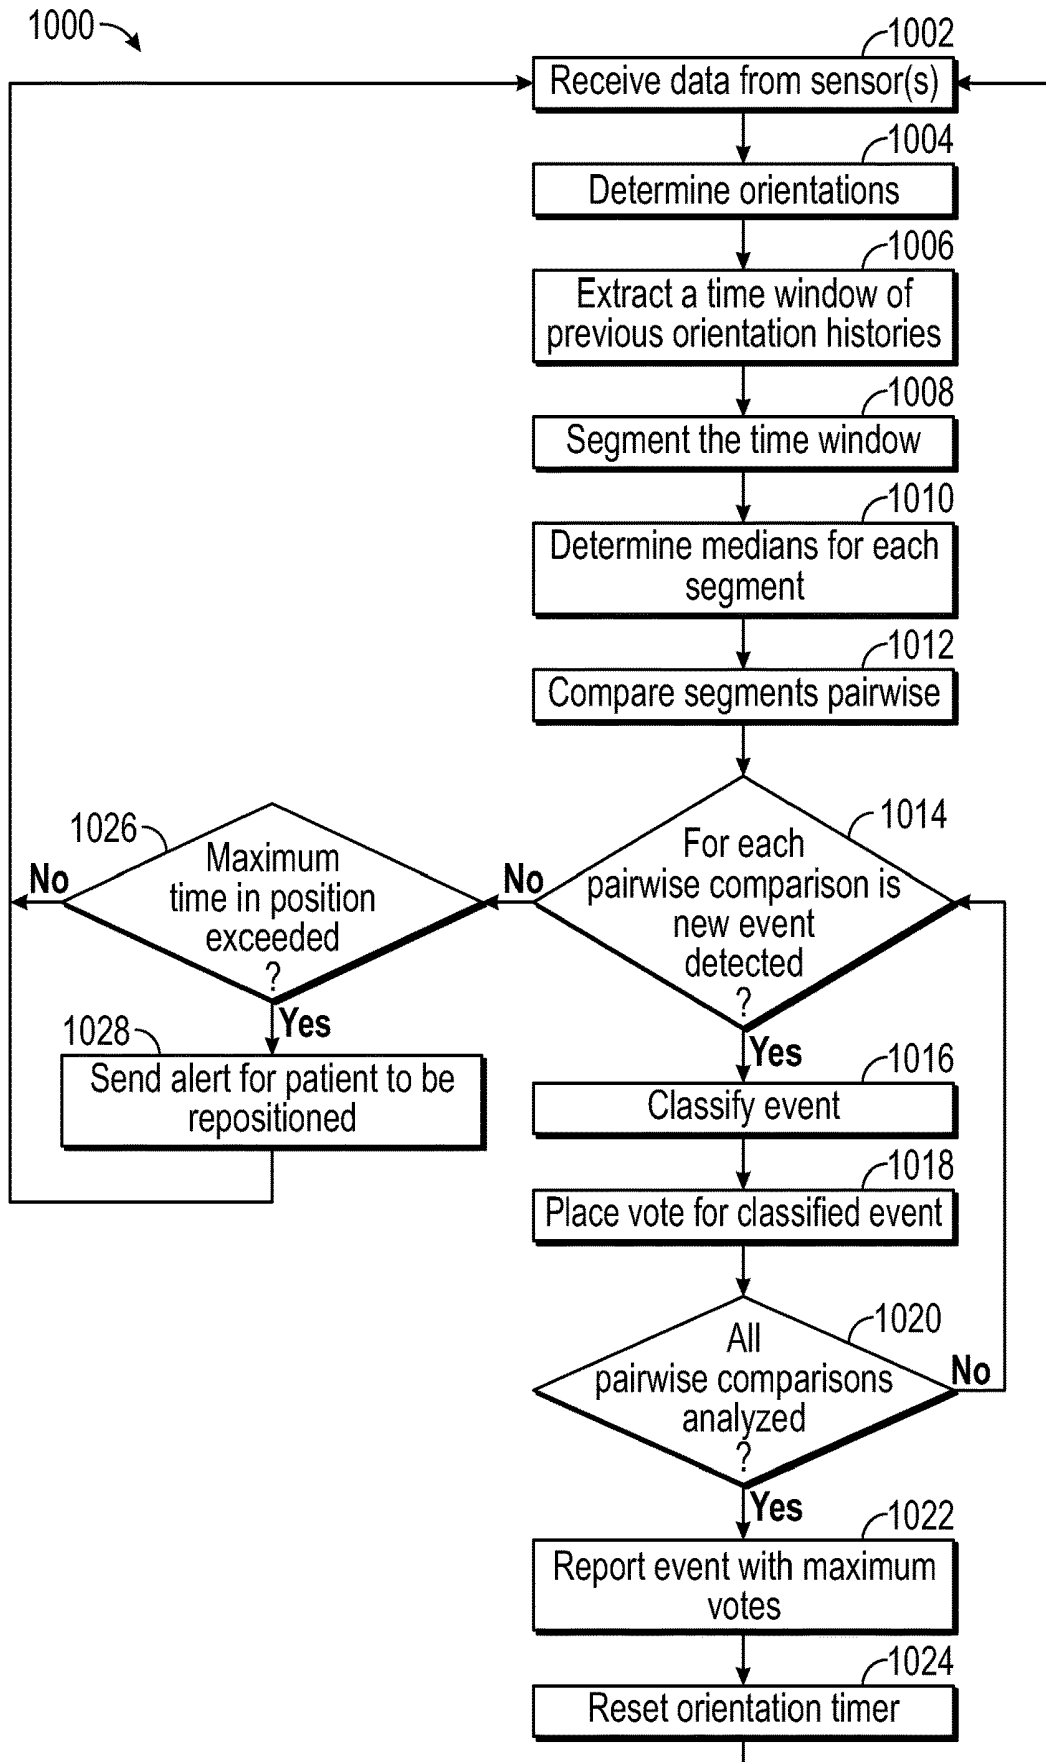 1000
1002
Receive data from sensor(s)
1004
Determine orientations
1006
Extract a time window of
previous orientation histories
1008
Segment the time window
1010
Determine medians for each
segment
1012
Compare segments pairwise
1014
For each
pairwise comparison is
new event
detected
?
No
Yes
1026
Maximum
time in position
exceeded
?
No
Yes
1028
Send alert for patient to be
repositioned
1016
Classify event
1018
Place vote for classified event
1020
All
pairwise comparisons
analyzed
?
No
Yes
1022
Report event with maximum
votes
1024
Reset orientation timer